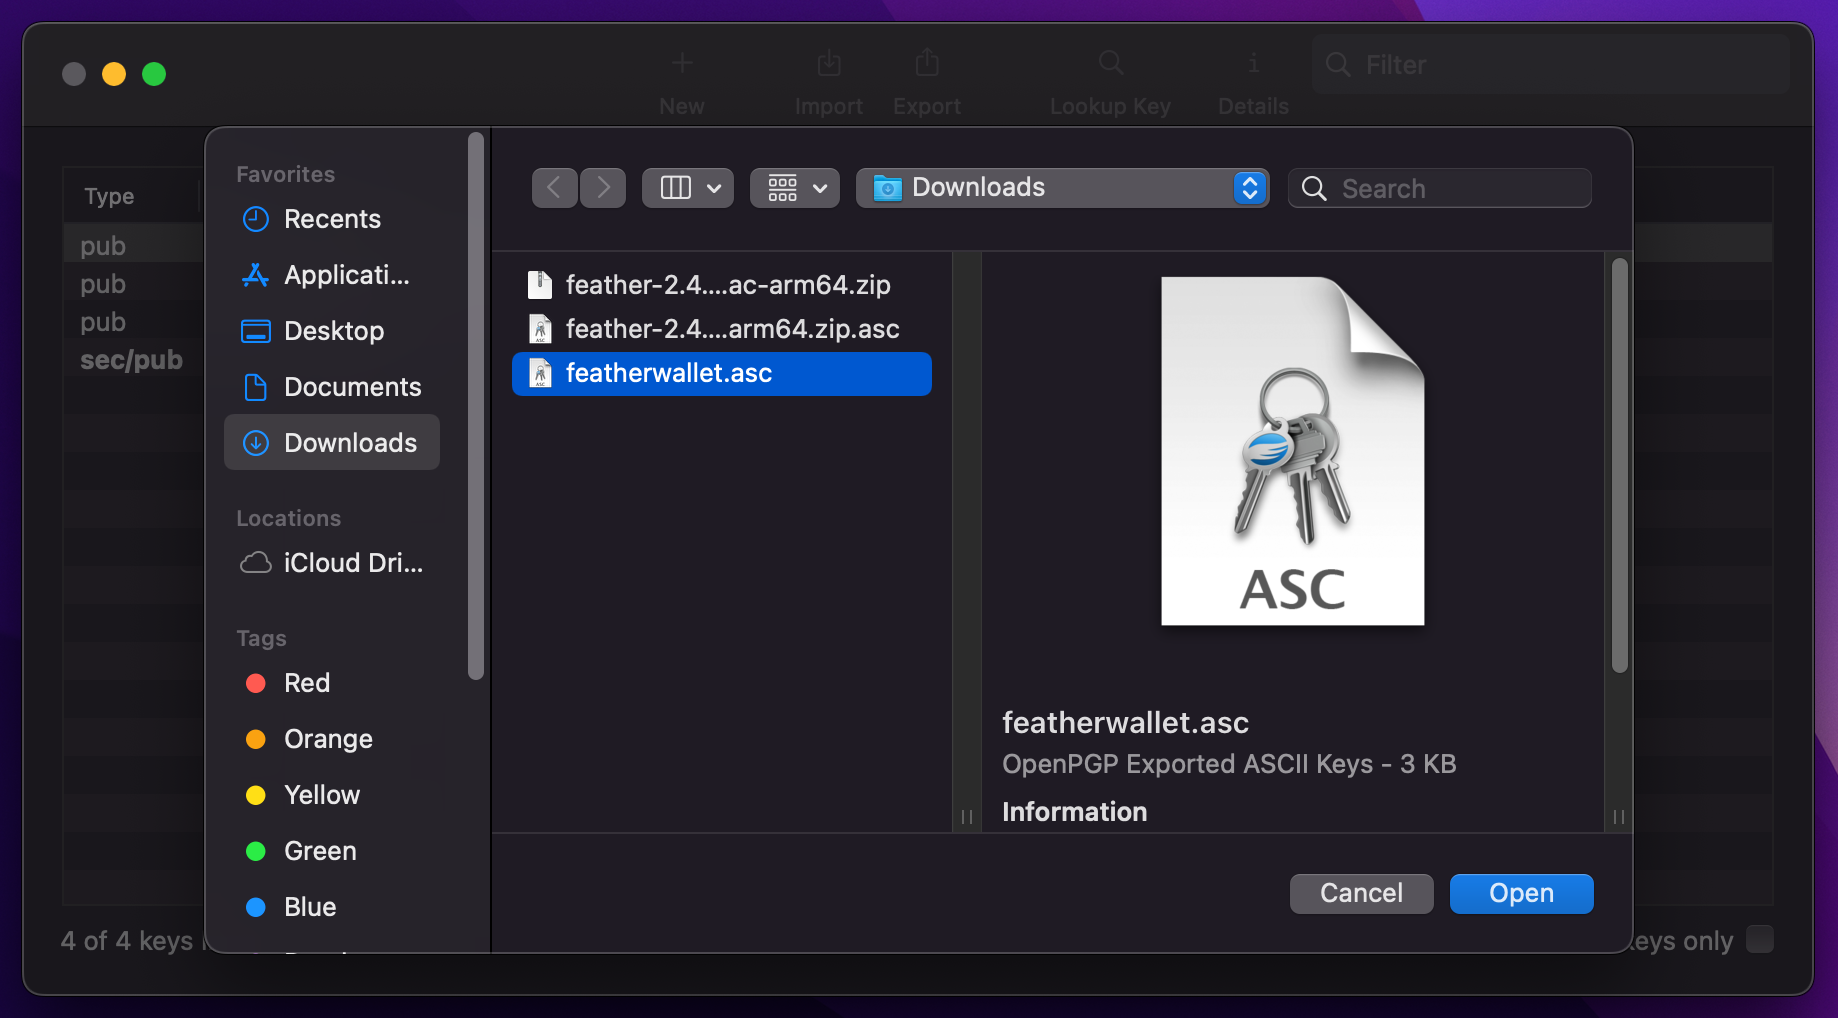 New
Import
Export
Lookup Key
Details
Filter
Type
pub
pub
pub
sec/pub
4 of 4 keys
keys only
Favorites
Recents
Applicati...
Desktop
Documents
Downloads
Locations
iCloud Dri...
Tags
Red
Orange
Yellow
Green
Blue
Downloads
Search
feather-2.4....ac-arm64.zip
feather-2.4....arm64.zip.asc
featherwallet.asc
ASC
featherwallet.asc
OpenPGP Exported ASCII Keys - 3 KB
Information
Cancel
Open